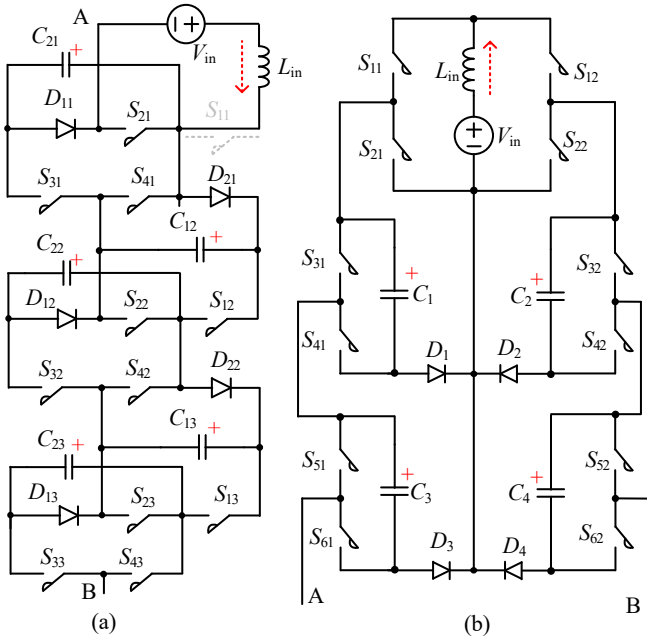 A
C21 +
Vin
Lin
D11
S21
S11
S31
S41
D21
C12 +
C22 +
D12
S22
S12
S32
S42
D22
C13 +
C23 +
D13
S23
S13
S33
S43
B
(a)
S11
Lin
S12
S21
Vin
S22
S31
+
C1
+
C2
S32
S41
D1
D2
S42
S51
+
C3
+
C4
S52
S61
D3
D4
S62
A
B
(b)